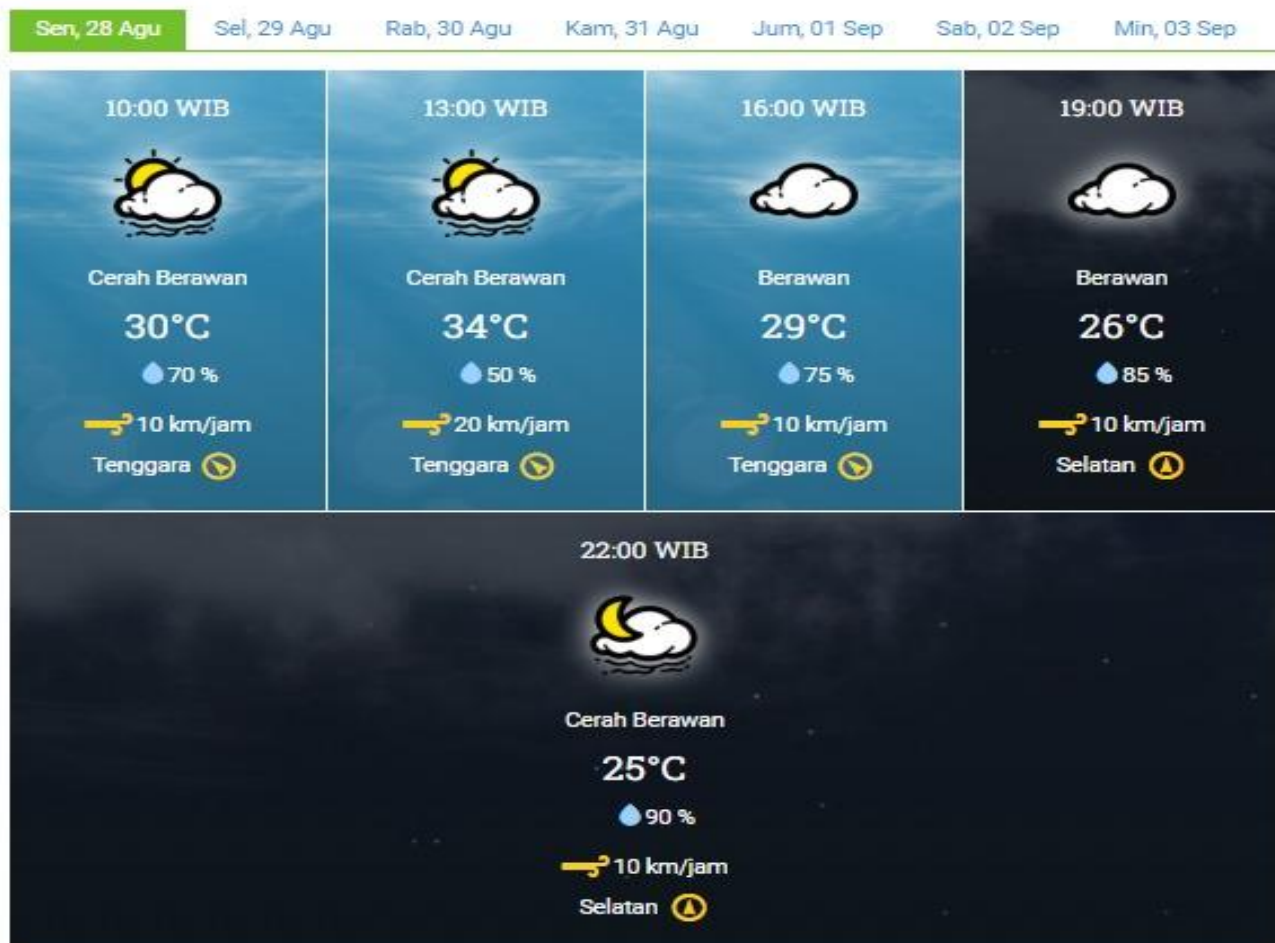 Sen, 28 Agu Sel, 29 Agu Rab, 30 Agu Kam, 31 Agu Jum, 01 Sep Sab, 02 Sep Min, 03 Sep
10:00 WIB
Cerah Berawan
30°C
70 %
10 km/jam
Tenggara
13:00 WIB
Cerah Berawan
34°C
50 %
20 km/jam
Tenggara
16:00 WIB
Berawan
29°C
75 %
10 km/jam
Tenggara
19:00 WIB
Berawan
26°C
85 %
10 km/jam
Selatan
22:00 WIB
Cerah Berawan
25°C
90 %
10 km/jam
Selatan